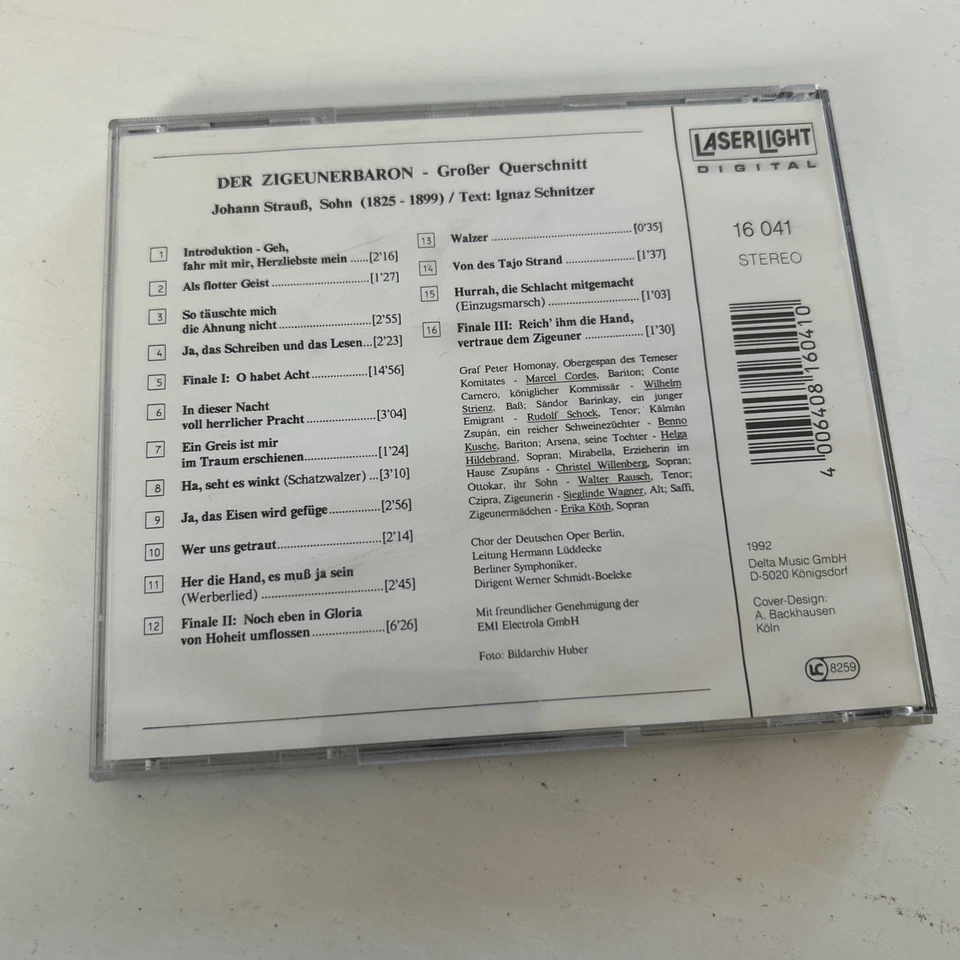 DER ZIGEUNERBARON - Großer Querschnitt
Johann Strauß, Sohn (1825 - 1899) / Text: Ignaz Schnitzer
1 Introduktion - Geh,
fahr mit mir, Herzliebste mein ......[2'16]
2 Als flotter Geist ..............................[1'27]
3 So täuschte mich
die Ahnung nicht............................[2'55]
4 Ja, das Schreiben und das Lesen...[2'23]
5 Finale I: O habet Acht.................[14'56]
6 In dieser Nacht
voll herrlicher Pracht.....................[3'04]
7 Ein Greis ist mir
im Traum erschienen......................[1'24]
8 Ha, seht es winkt (Schatzwalzer) ...[3'10]
9 Ja, das Eisen wird gefüge................[2'56]
10 Wer uns getraut................................[2'14]
11 Her die Hand, es muß ja sein
(Werberlied) .....................................[2'45]
12 Finale II: Noch eben in Gloria
von Hoheit umflossen......................[6'26]
13 Walzer ..........................................[0'35]
14 Von des Tajo Strand .....................[1'37]
15 Hurrah, die Schlacht mitgemacht
(Einzugsmarsch) ...........................[1'03]
16 Finale III: Reich' ihm die Hand,
vertraue dem Zigeuner .................[1'30]
Graf Peter Homonay, Obergespan des Temeser
Komitates - Marcel Cordes, Bariton; Conte
Carnero, königlicher Kommissär - Wilhelm
Strienz, Baß; Sándor Barinkay, ein junger
Emigrant - Rudolf Schock, Tenor; Kálmán
Zsupán, ein reicher Schweinezüchter - Benno
Kusche, Bariton; Arsena, seine Tochter - Helga
Hildebrand, Sopran; Mirabella, Erzieherin im
Hause Zsupáns - Christel Willenberg, Sopran;
Ottokar, ihr Sohn - Walter Rausch, Tenor;
Czipra, Zigeunerin - Sieglinde Wagner, Alt; Saffi,
Zigeunermädchen - Erika Köth, Sopran
Chor der Deutschen Oper Berlin,
Leitung Hermann Lüddecke
Berliner Symphoniker,
Dirigent Werner Schmidt-Boelcke
Mit freundlicher Genehmigung der
EMI Electrola GmbH
Foto: Bildarchiv Huber
LASERLIGHT
DIGITAL
16 041
STEREO
4 006408 160410
1992
Delta Music GmbH
D-5020 Königsdorf
Cover-Design:
A. Backhausen
Köln
LC 8259